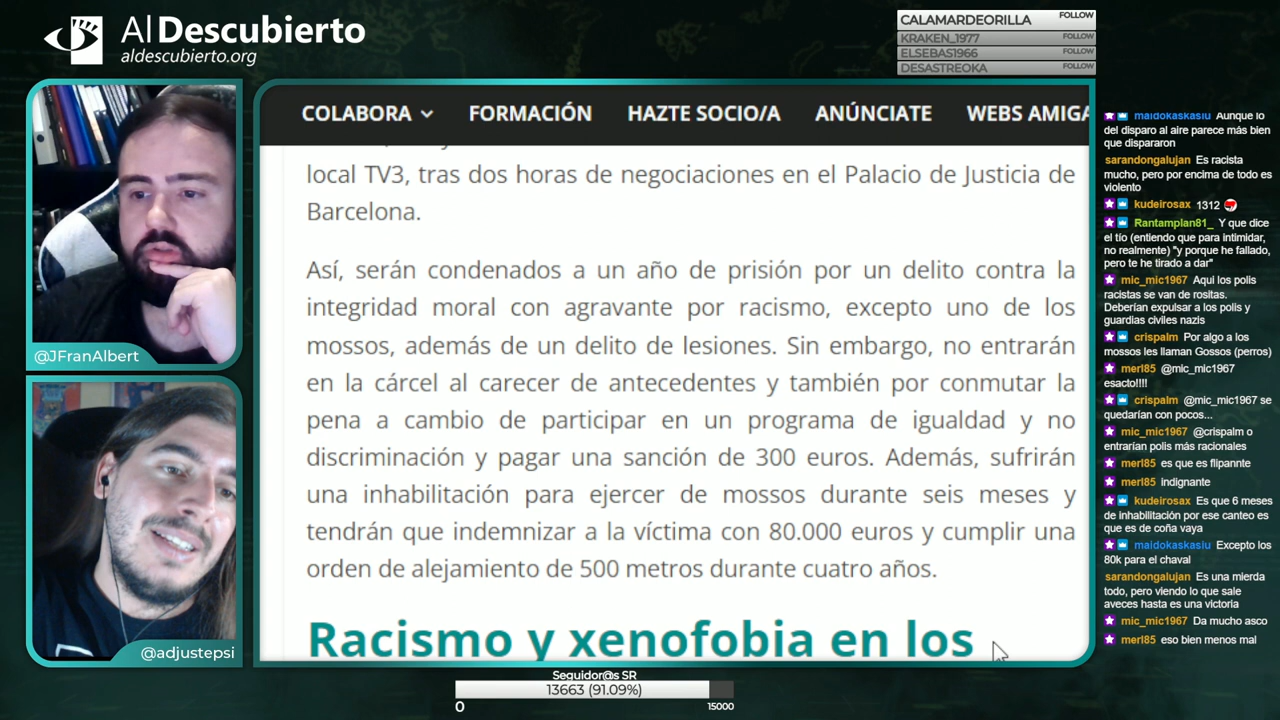 Al Descubierto
aldescubierto.org
CALAMARDEORILLA FOLLOW
KRAKEN_1977 FOLLOW
ELSEBAS1966 FOLLOW
DESASTREOKA FOLLOW
COLABORA FORMACIÓN HAZTE SOCIO/A ANÚNCIATE WEBS AMIGA
local TV3, tras dos horas de negociaciones en el Palacio de Justicia de
Barcelona.
Así, serán condenados a un año de prisión por un delito contra la
integridad moral con agravante por racismo, excepto uno de los
mossos, además de un delito de lesiones. Sin embargo, no entrarán
en la cárcel al carecer de antecedentes y también por conmutar la
pena a cambio de participar en un programa de igualdad y no
discriminación y pagar una sanción de 300 euros. Además, sufrirán
una inhabilitación para ejercer de mossos durante seis meses y
tendrán que indemnizar a la víctima con 80.000 euros y cumplir una
orden de alejamiento de 500 metros durante cuatro años.
Racismo y xenofobia en los
@JFranAlbert
@adjustepsi
maidokaskasiu Aunque lo
del disparo al aire parece más bien
que dispararon
sarandongalujan Es racista
mucho, pero por encima de todo es
violento
kudeirosax 1312
Rantamplan81_ Y que dice
el tío (entiendo que para intimidar,
no realmente) "y porque he fallado,
pero te he tirado a dar"
mic_mic1967 Aqui los polis
racistas se van de rositas.
Deberían expulsar a los polis y
guardias civiles nazis
crispalm Por algo a los
mossos les llaman Gossos (perros)
merl85 @mic_mic1967
esacto!!!!
crispalm @mic_mic1967 se
quedarían con pocos...
mic_mic1967 @crispalm o
entrarían polis más racionales
merl85 es que es flipannte
merl85 indignante
kudeirosax Es que 6 meses
de inhabilitación por ese canteo es
que es de coña vaya
maidokaskasiu Excepto los
80k para el chaval
sarandongalujan Es una mierda
todo, pero viendo lo que sale
aveces hasta es una victoria
mic_mic1967 Da mucho asco
merl85 eso bien menos mal
Seguidor@s SR
13663 (91.09%)
0 15000